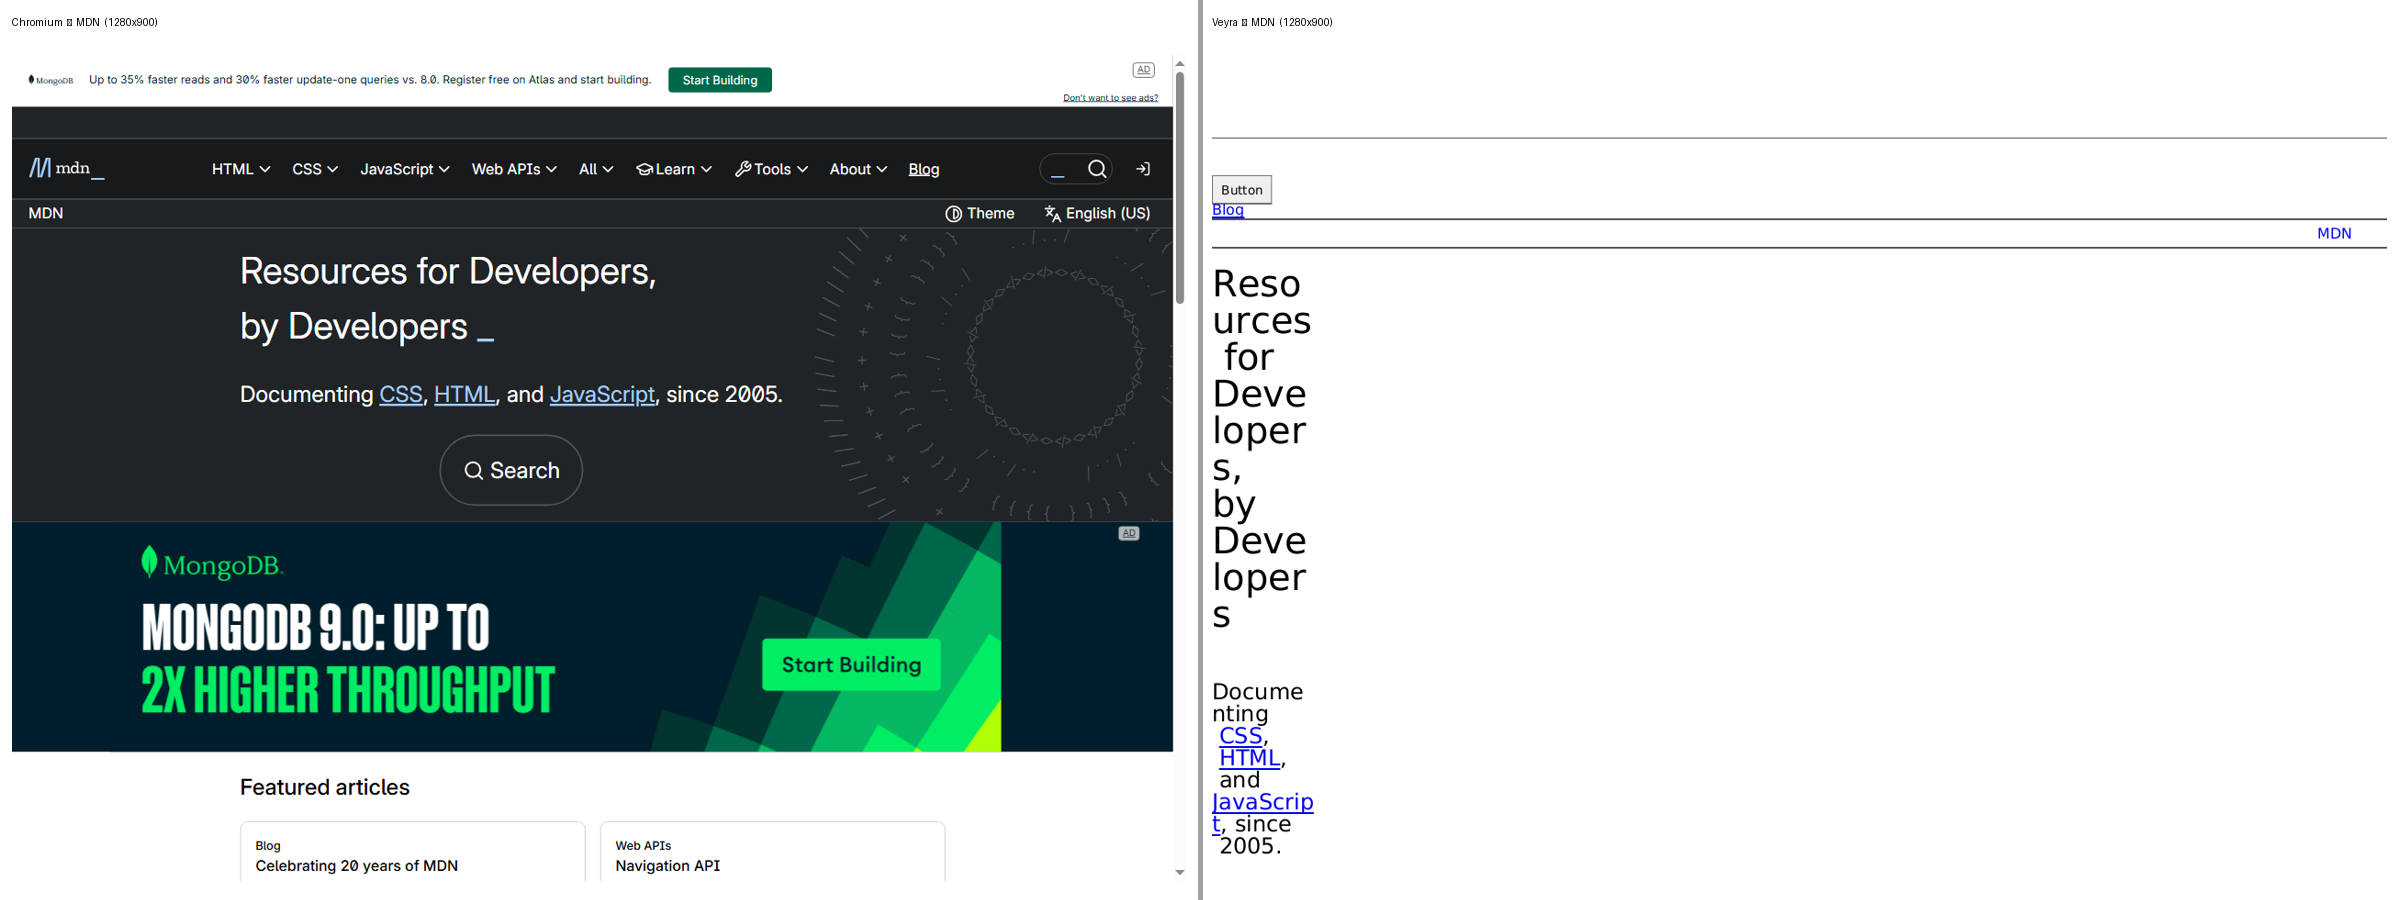 Chromium ▯ MDN (1280x900)
MongoDB. Up to 35% faster reads and 30% faster update-one queries vs. 8.0. Register free on Atlas and start building. Start Building
AD
Don't want to see ads?
mdn_ HTML CSS JavaScript Web APIs All Learn Tools About Blog _
MDN Theme English (US)
Resources for Developers,
by Developers _
Documenting CSS, HTML, and JavaScript, since 2005.
Search
AD
MongoDB.
MONGODB 9.0: UP TO
2X HIGHER THROUGHPUT
Start Building
Featured articles
Blog
Celebrating 20 years of MDN
Web APIs
Navigation API
Veyra ▯ MDN (1280x900)
Button
Blog
MDN
Reso
urces
for
Deve
loper
s,
by
Deve
loper
s
Docume
nting
CSS,
HTML,
and
JavaScrip
t, since
2005.